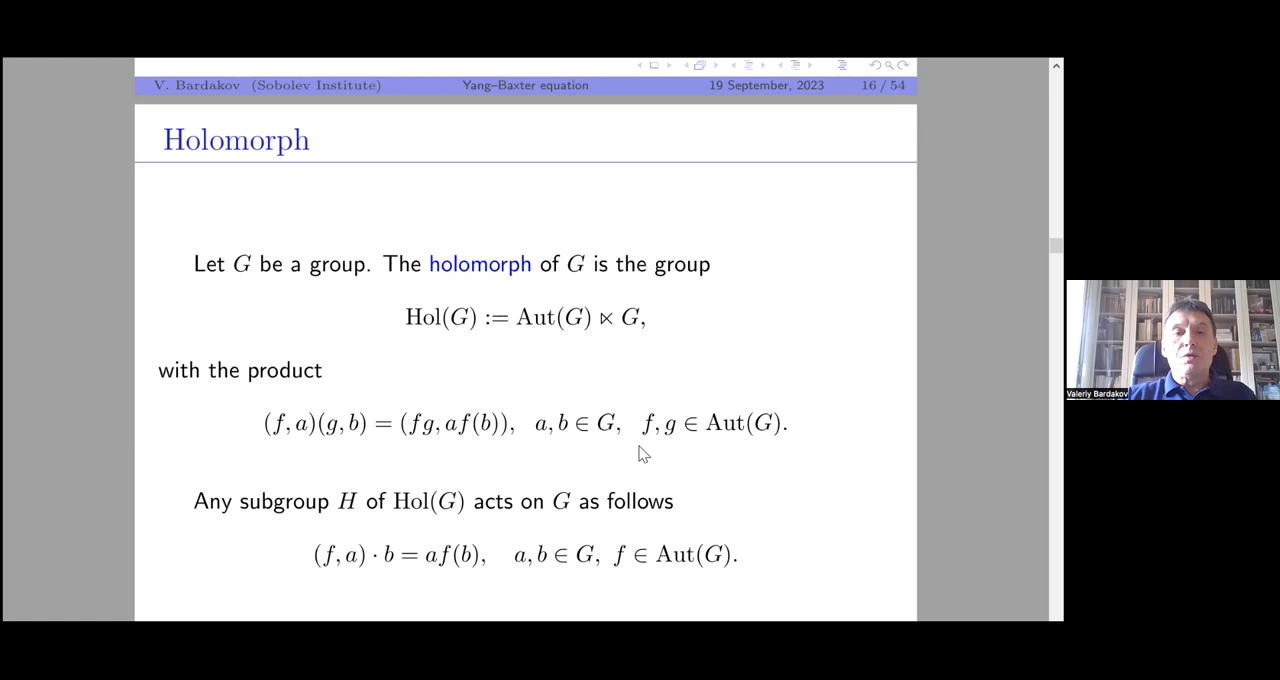 V. Bardakov (Sobolev Institute) Yang–Baxter equation 19 September, 2023 16 / 54
Holomorph
Let G be a group. The holomorph of G is the group
Hol(G) := Aut(G) ⋉ G,
with the product
(f, a)(g, b) = (fg, af(b)), a, b ∈ G, f, g ∈ Aut(G).
Any subgroup H of Hol(G) acts on G as follows
(f, a) · b = af(b), a, b ∈ G, f ∈ Aut(G).
Valeriy Bardakov